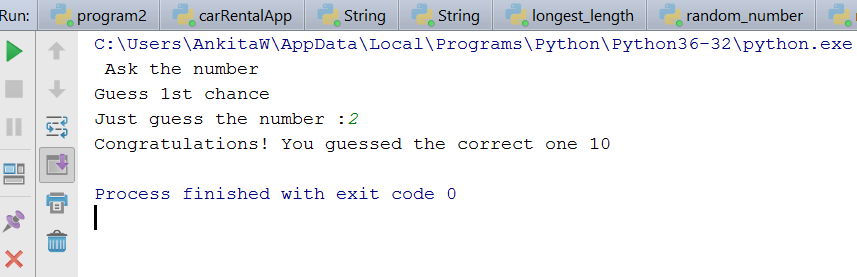 Run: program2 carRentalApp String String longest_length random_number
C:\Users\AnkitaW\AppData\Local\Programs\Python\Python36-32\python.exe
Ask the number
Guess 1st chance
Just guess the number :2
Congratulations! You guessed the correct one 10
Process finished with exit code 0